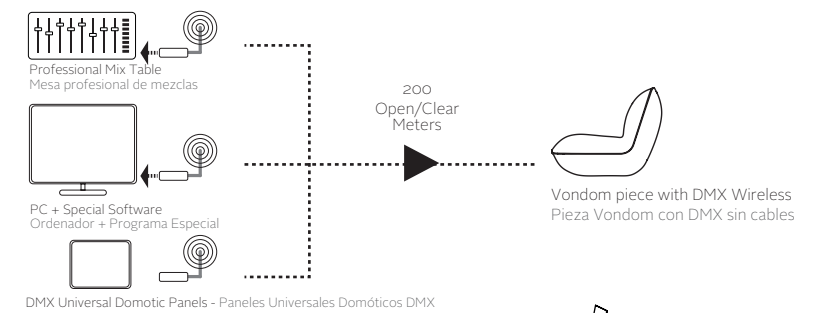 Professional Mix Table
Mesa profesional de mezclas
200
Open/Clear
Meters
Vondom piece with DMX Wireless
Pieza Vondom con DMX sin cables
PC + Special Software
Ordenador + Programa Especial
DMX Universal Domotic Panels - Paneles Universales Domóticos DMX